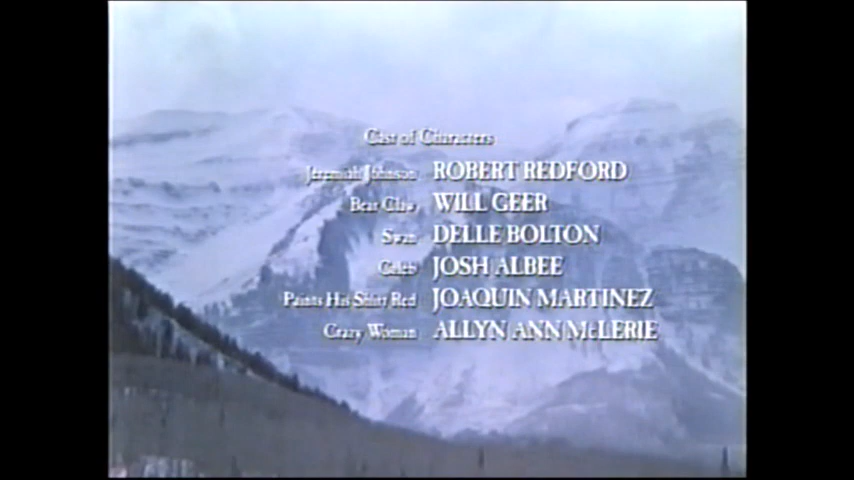 Cast of Characters
Jeremiah Johnson ROBERT REDFORD
Bear Claw WILL GEER
Swan DELLE BOLTON
Caleb JOSH ALBEE
Paints His Shirt Red JOAQUIN MARTINEZ
Crazy Woman ALLYN ANN McLERIE